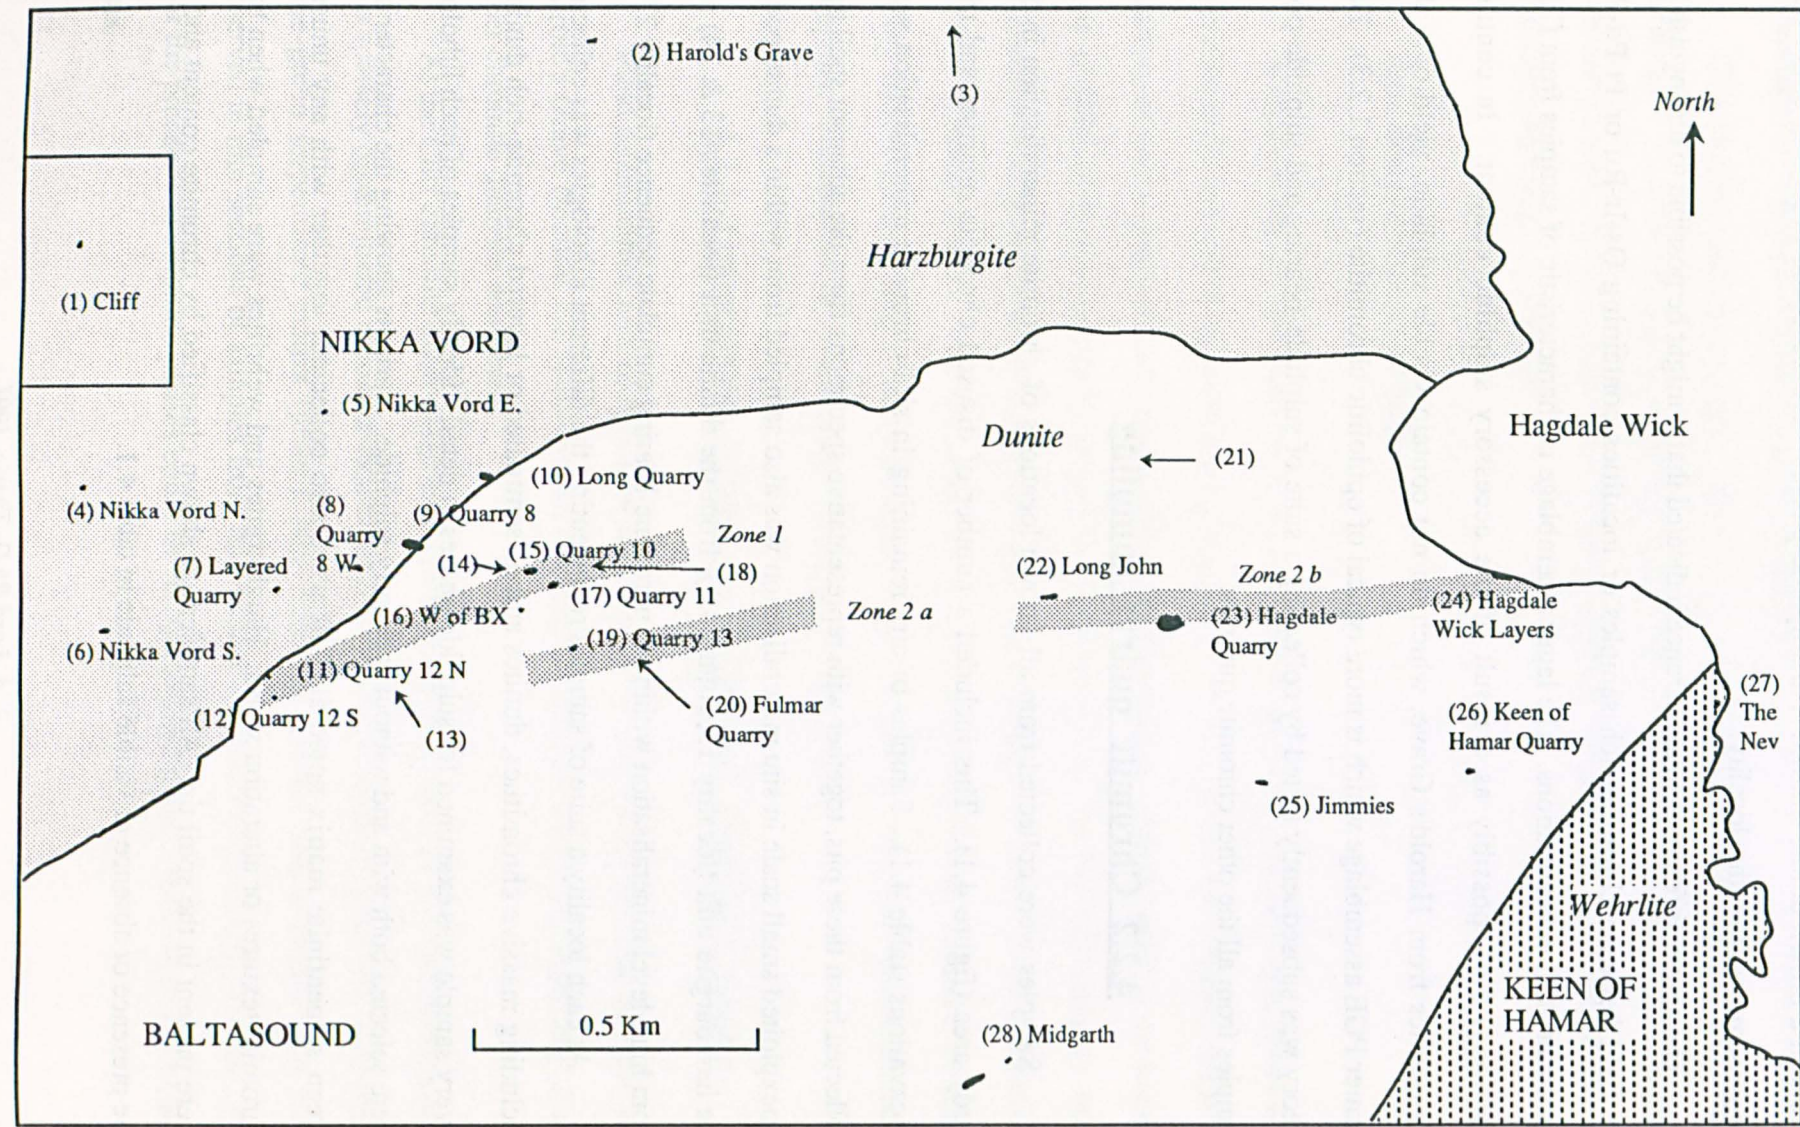 (2) Harold's Grave
(3)
North
Harzburgite
(1) Cliff
NIKKA VORD
(5) Nikka Vord E.
Dunite
Hagdale Wick
(21)
(10) Long Quarry
(4) Nikka Vord N.
(8)
Quarry
8 W
(9) Quarry 8
Zone 1
(15) Quarry 10
(14)
(18)
(7) Layered
Quarry
(22) Long John
Zone 2 b
(17) Quarry 11
(16) W of BX
Zone 2 a
(24) Hagdale
Wick Layers
(23) Hagdale
Quarry
(19) Quarry 13
(6) Nikka Vord S.
(11) Quarry 12 N
(27)
The
Nev
(20) Fulmar
Quarry
(12) Quarry 12 S
(13)
(26) Keen of
Hamar Quarry
(25) Jimmies
Wehrlite
KEEN OF
HAMAR
BALTASOUND
0.5 Km
(28) Midgarth